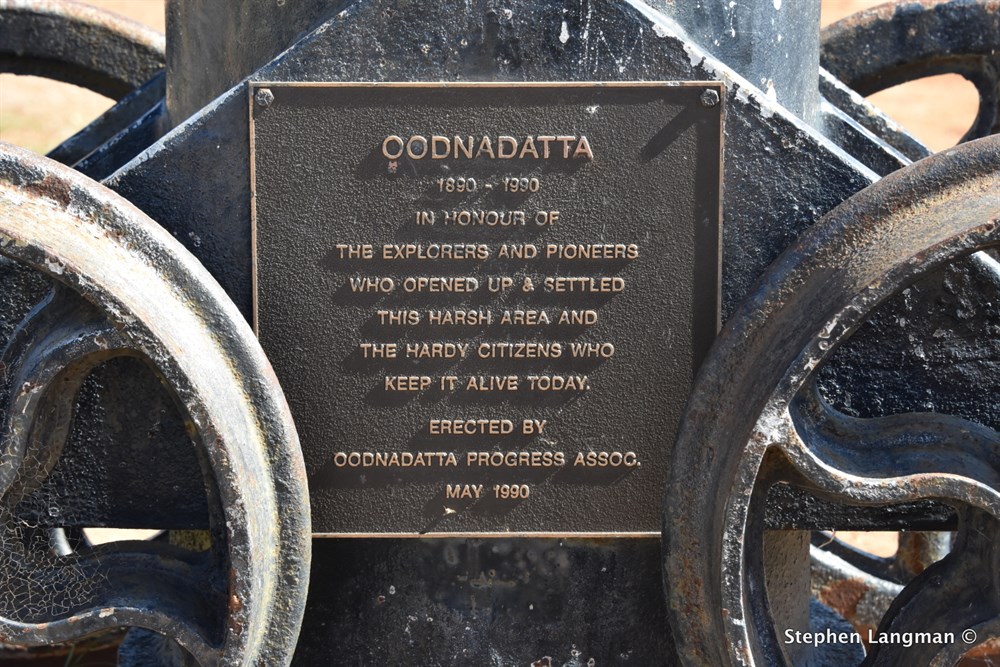 OODNADATTA
1890 - 1990
IN HONOUR OF
THE EXPLORERS AND PIONEERS
WHO OPENED UP & SETTLED
THIS HARSH AREA AND
THE HARDY CITIZENS WHO
KEEP IT ALIVE TODAY.
ERECTED BY
OODNADATTA PROGRESS ASSOC.
MAY 1990
Stephen Langman ©